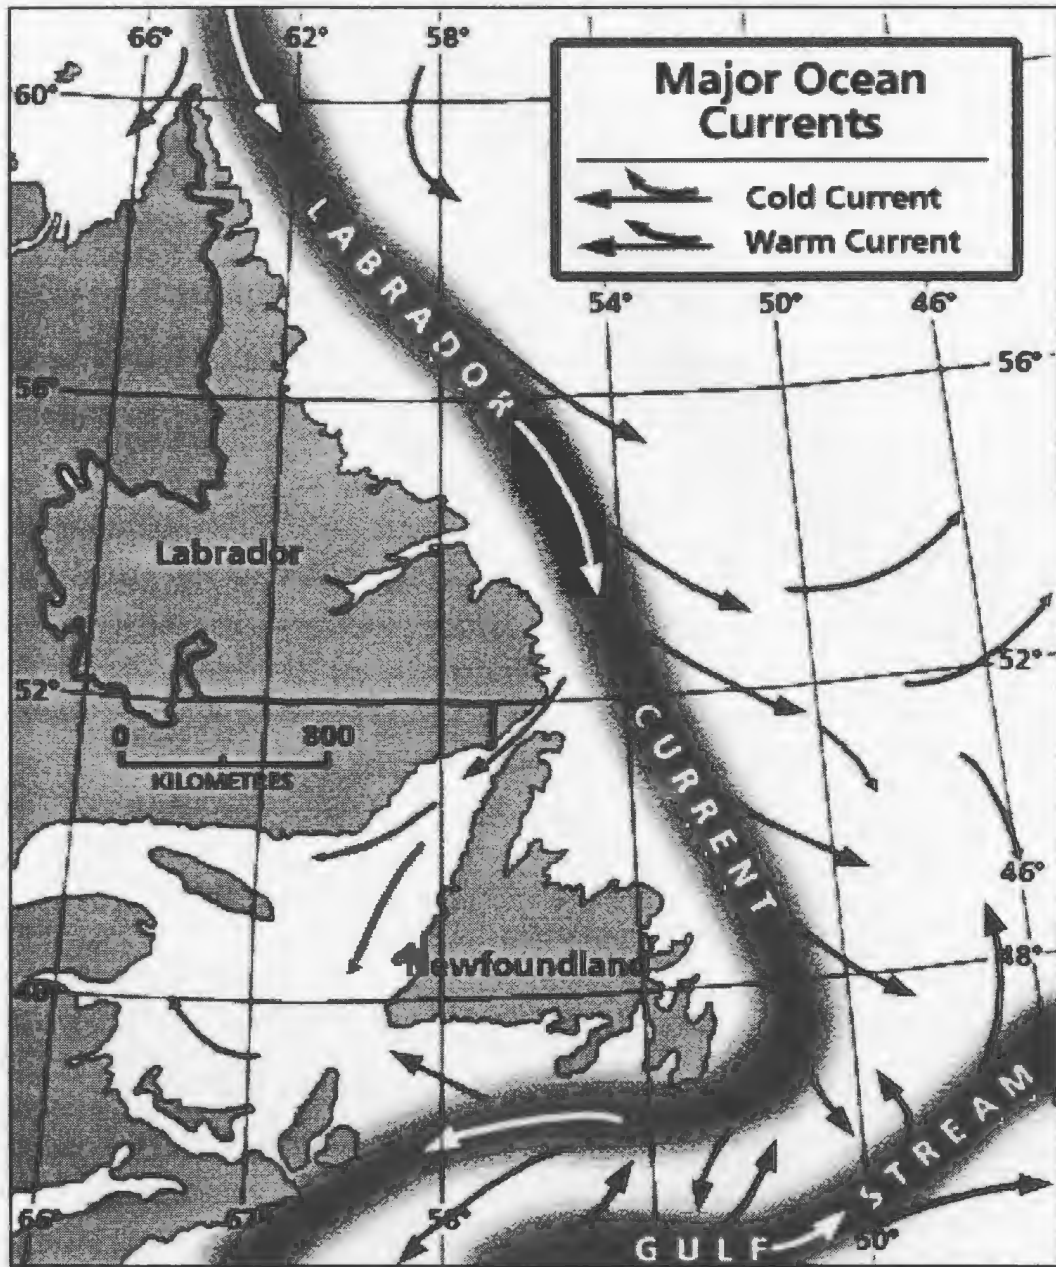 66° 62° 58°
Major Ocean
Currents
60°
Cold Current
Warm Current
LABRADOR
54° 50° 46°
56°
56°
Labrador
52°
52°
0 800
KILOMETRES
CURRENT
46°
Newfoundland
48°
STREAM
66°
58°
50°
GULF